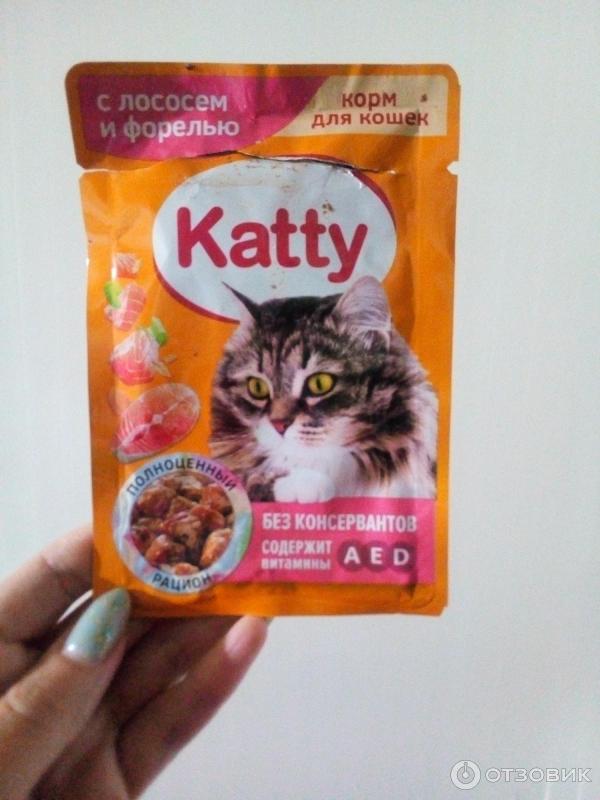 с лососем
и форелью
корм
для кошек
Katty
ПОЛНОЦЕННЫЙ
РАЦИОН
БЕЗ КОНСЕРВАНТОВ
СОДЕРЖИТ
витамины
A E D
ОТЗОВИК